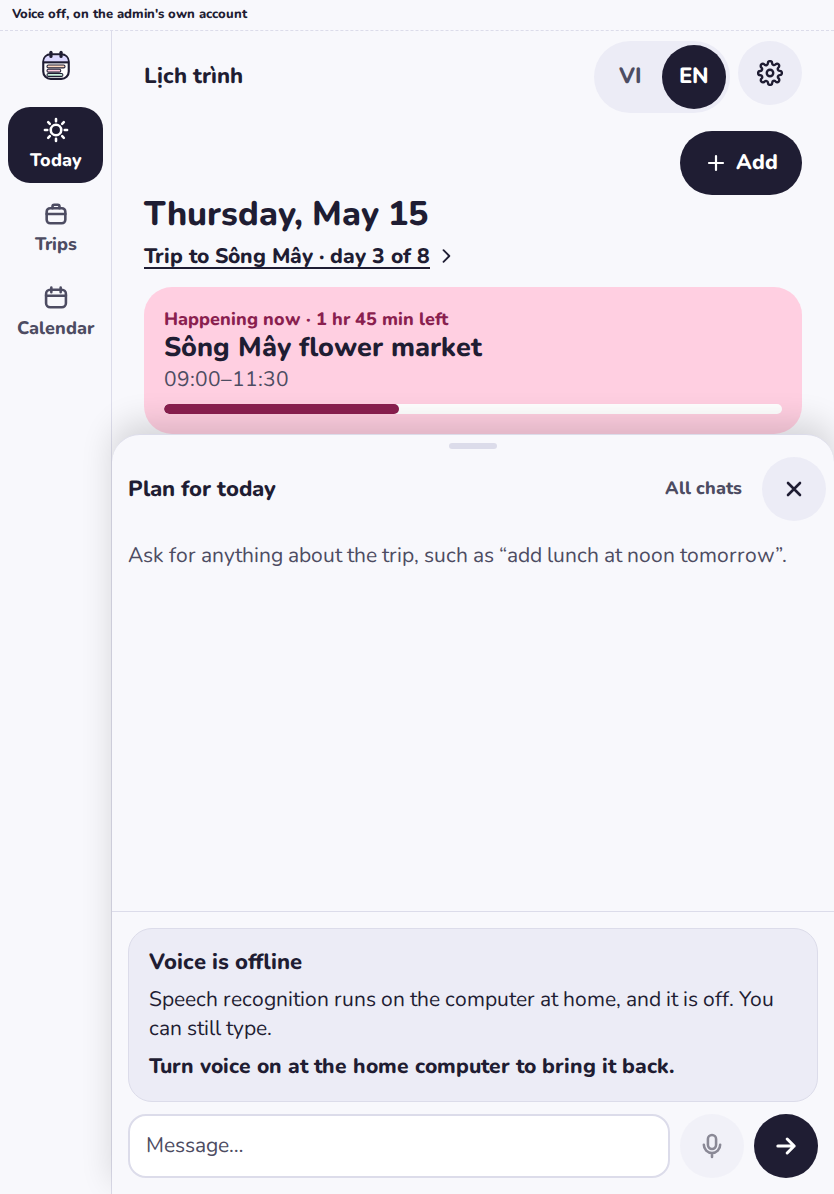 Voice off, on the admin's own account
Lịch trình
VI
EN
Today
Add
Trips
Thursday, May 15
Trip to Sông Mây · day 3 of 8
Calendar
Happening now · 1 hr 45 min left
Sông Mây flower market
09:00–11:30
Plan for today
All chats
Ask for anything about the trip, such as “add lunch at noon tomorrow”.
Voice is offline
Speech recognition runs on the computer at home, and it is off. You
can still type.
Turn voice on at the home computer to bring it back.
Message...